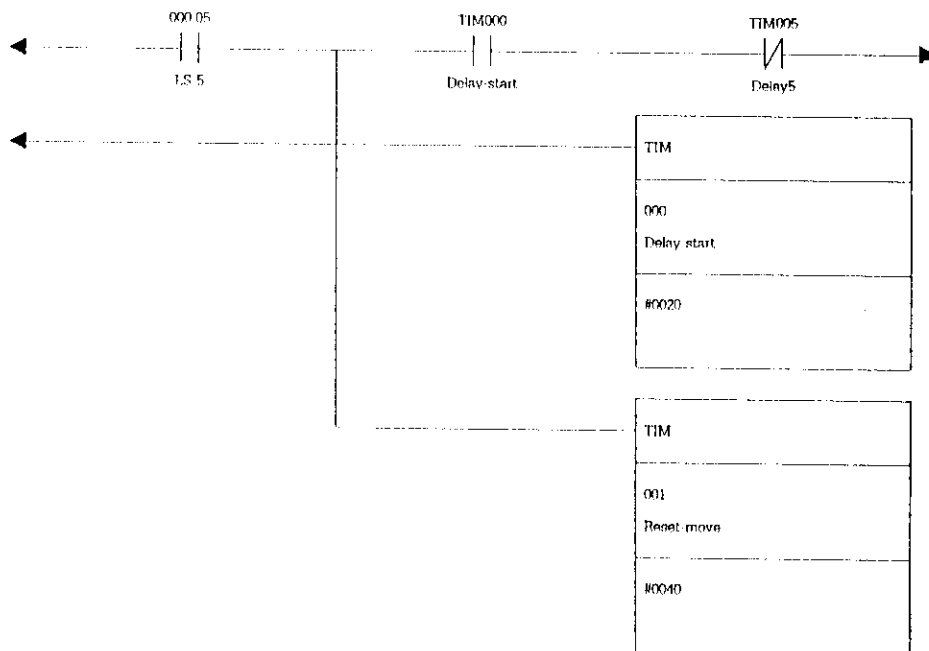 000.05
TIM000
TIM005
LS-5
Delay-start
Delay5
TIM
000
Delay start
#0020
TIM
001
Reset-move
#0040